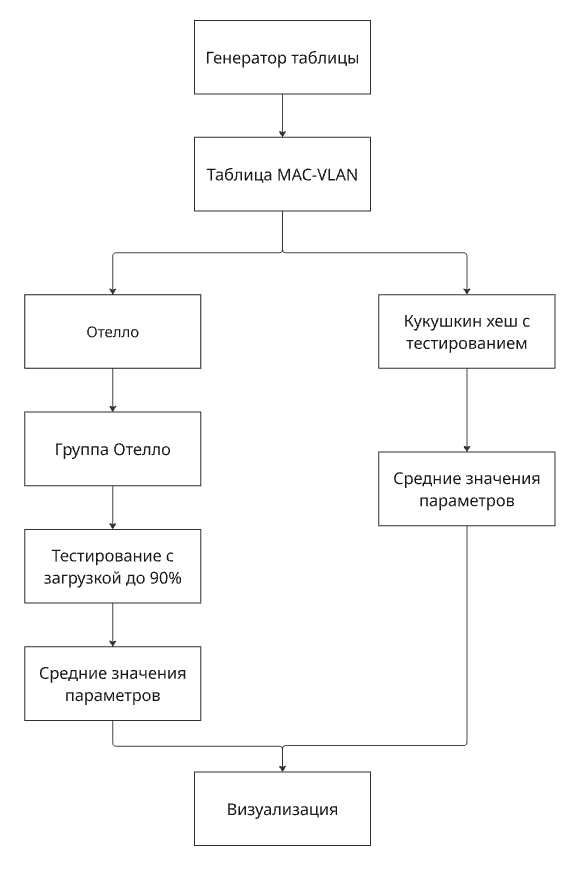 Генератор таблицы
Таблица MAC-VLAN
Отелло
Кукушкин хеш с
тестированием
Группа Отелло
Средние значения
параметров
Тестирование с
загрузкой до 90%
Средние значения
параметров
Визуализация